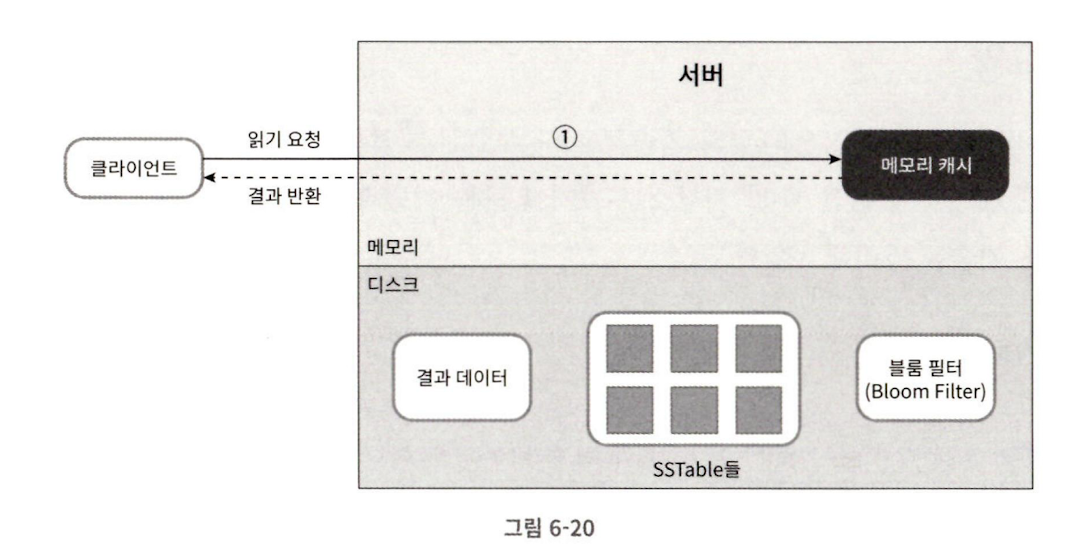 서버
읽기 요청
①
클라이언트
메모리 캐시
결과 반환
메모리
디스크
결과 데이터
블룸 필터
(Bloom Filter)
SSTable들
그림 6-20